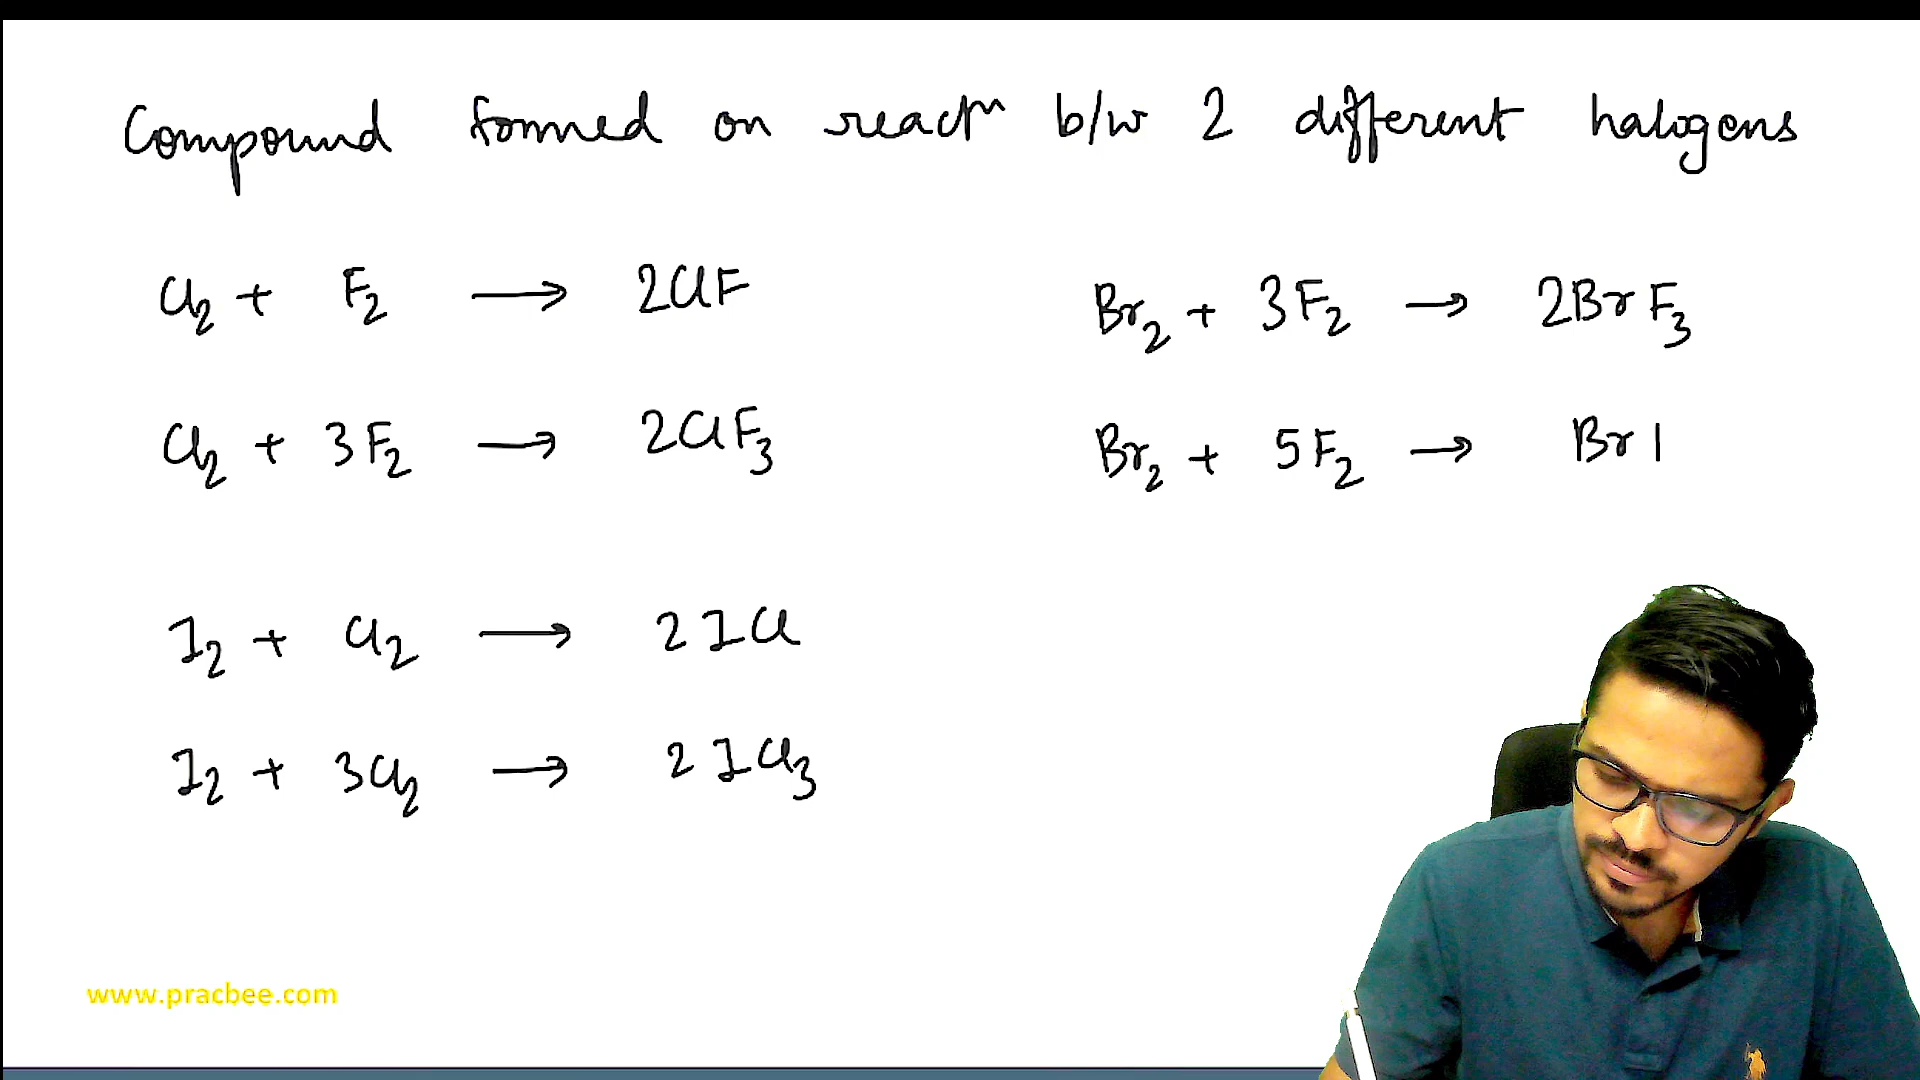 Compound formed on reactⁿ b/w 2 different halogens
Cl₂ + F₂ → 2ClF
Cl₂ + 3F₂ → 2ClF₃
I₂ + Cl₂ → 2ICl
I₂ + 3Cl₂ → 2ICl₃
Br₂ + 3F₂ → 2BrF₃
Br₂ + 5F₂ → Br
www.pracbee.com